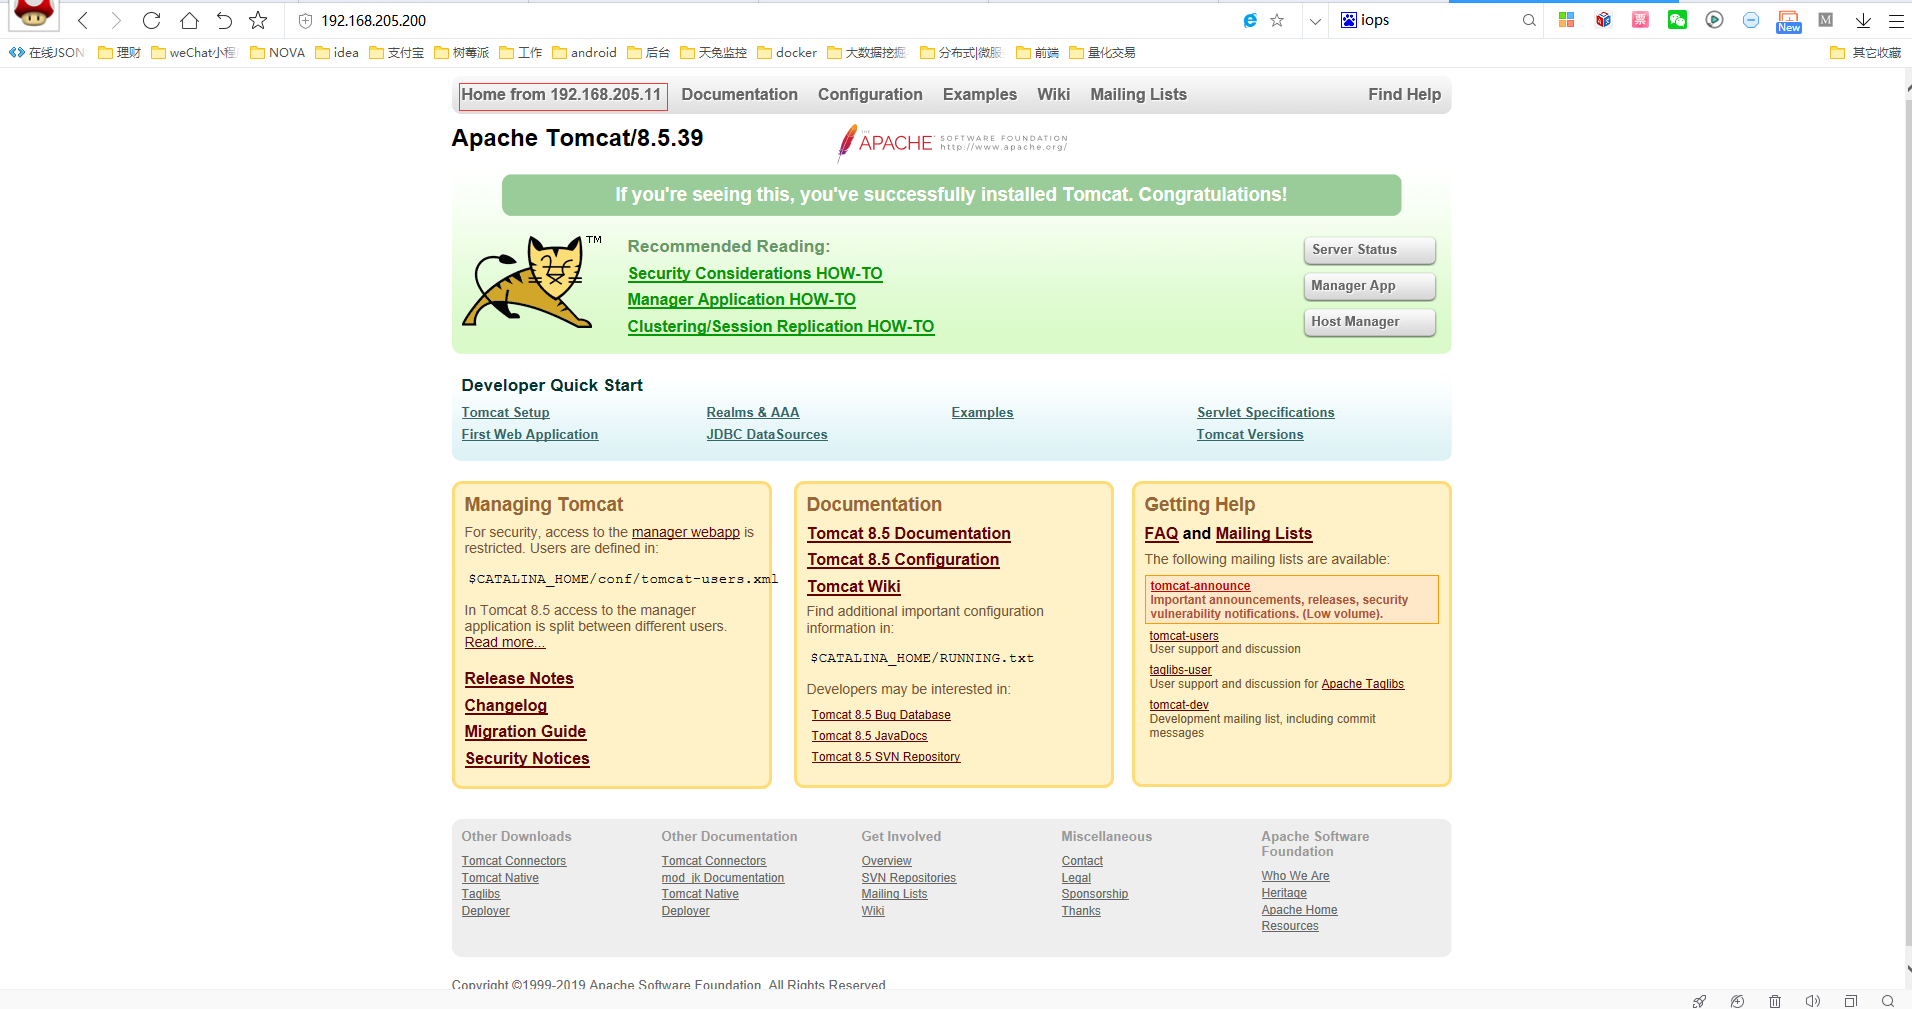 192.168.205.200
iops
New
在线JSON
理财
weChat小程
NOVA
idea
支付宝
树莓派
工作
android
后台
天兔监控
docker
大数据挖掘
分布式|微服
前端
量化交易
其它收藏
Home from 192.168.205.11
Documentation
Configuration
Examples
Wiki
Mailing Lists
Find Help
Apache Tomcat/8.5.39
THE
APACHE
SOFTWARE FOUNDATION
http://www.apache.org/
If you're seeing this, you've successfully installed Tomcat. Congratulations!
TM
Recommended Reading:
Security Considerations HOW-TO
Manager Application HOW-TO
Clustering/Session Replication HOW-TO
Server Status
Manager App
Host Manager
Developer Quick Start
Tomcat Setup
First Web Application
Realms & AAA
JDBC DataSources
Examples
Servlet Specifications
Tomcat Versions
Managing Tomcat
For security, access to the manager webapp is
restricted. Users are defined in:
$CATALINA_HOME/conf/tomcat-users.xml
In Tomcat 8.5 access to the manager
application is split between different users.
Read more...
Release Notes
Changelog
Migration Guide
Security Notices
Documentation
Tomcat 8.5 Documentation
Tomcat 8.5 Configuration
Tomcat Wiki
Find additional important configuration
information in:
$CATALINA_HOME/RUNNING.txt
Developers may be interested in:
Tomcat 8.5 Bug Database
Tomcat 8.5 JavaDocs
Tomcat 8.5 SVN Repository
Getting Help
FAQ and Mailing Lists
The following mailing lists are available:
tomcat-announce
Important announcements, releases, security
vulnerability notifications. (Low volume).
tomcat-users
User support and discussion
taglibs-user
User support and discussion for Apache Taglibs
tomcat-dev
Development mailing list, including commit
messages
Other Downloads
Tomcat Connectors
Tomcat Native
Taglibs
Deployer
Other Documentation
Tomcat Connectors
mod_jk Documentation
Tomcat Native
Deployer
Get Involved
Overview
SVN Repositories
Mailing Lists
Wiki
Miscellaneous
Contact
Legal
Sponsorship
Thanks
Apache Software
Foundation
Who We Are
Heritage
Apache Home
Resources
Copyright ©1999-2019 Apache Software Foundation. All Rights Reserved